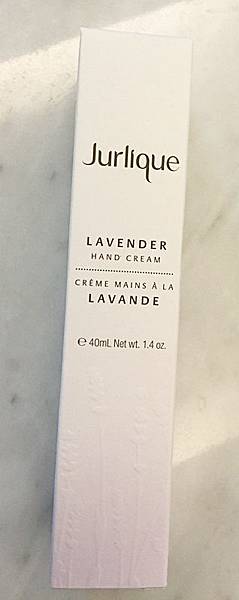 Jurlique
LAVENDER
HAND CREAM
CRÈME MAINS À LA
LAVANDE
℮ 40mL Net wt. 1.4 oz.